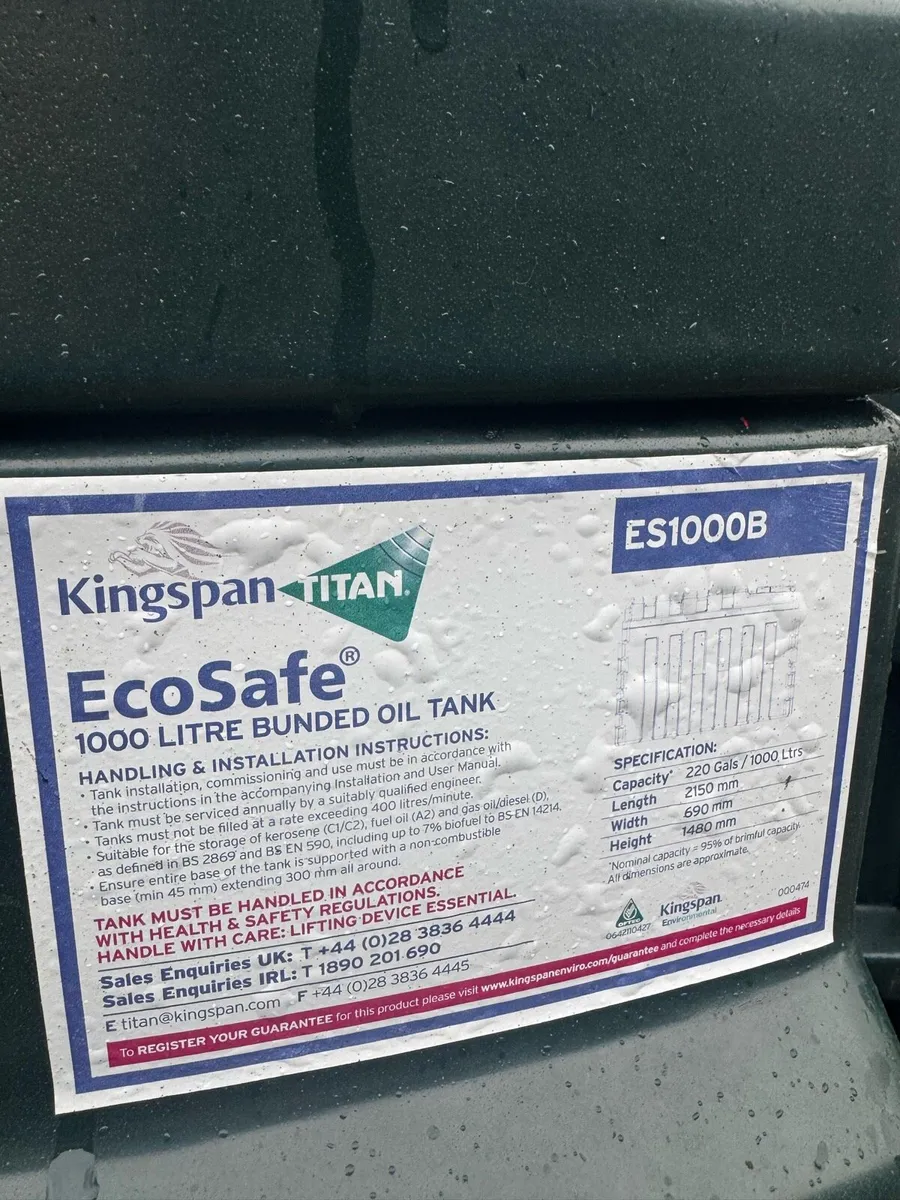 Kingspan TITAN®
ES1000B
EcoSafe®
1000 LITRE BUNDED OIL TANK
HANDLING & INSTALLATION INSTRUCTIONS:
• Tank installation, commissioning and use must be in accordance with
the instructions in the accompanying Installation and User Manual.
• Tank must be serviced annually by a suitably qualified engineer.
• Tanks must not be filled at a rate exceeding 400 litres/minute.
• Suitable for the storage of kerosene (C1/C2), fuel oil (A2) and gas oil/diesel (D),
as defined in BS 2869 and BS EN 590, including up to 7% biofuel to BS EN 14214.
• Ensure entire base of the tank is supported with a non-combustible
base (min 45 mm) extending 300 mm all around.
TANK MUST BE HANDLED IN ACCORDANCE
WITH HEALTH & SAFETY REGULATIONS.
HANDLE WITH CARE: LIFTING DEVICE ESSENTIAL.
Sales Enquiries UK: T +44 (0)28 3836 4444
Sales Enquiries IRL: T 1890 201 690
E titan@kingspan.com F +44 (0)28 3836 4445
SPECIFICATION:
Capacity* 220 Gals / 1000 Ltrs
Length 2150 mm
Width 690 mm
Height 1480 mm
*Nominal capacity = 95% of brimful capacity.
All dimensions are approximate.
OFTEC
0642110427
Kingspan
Environmental
000474
To REGISTER YOUR GUARANTEE for this product please visit www.kingspanenviro.com/guarantee and complete the necessary details